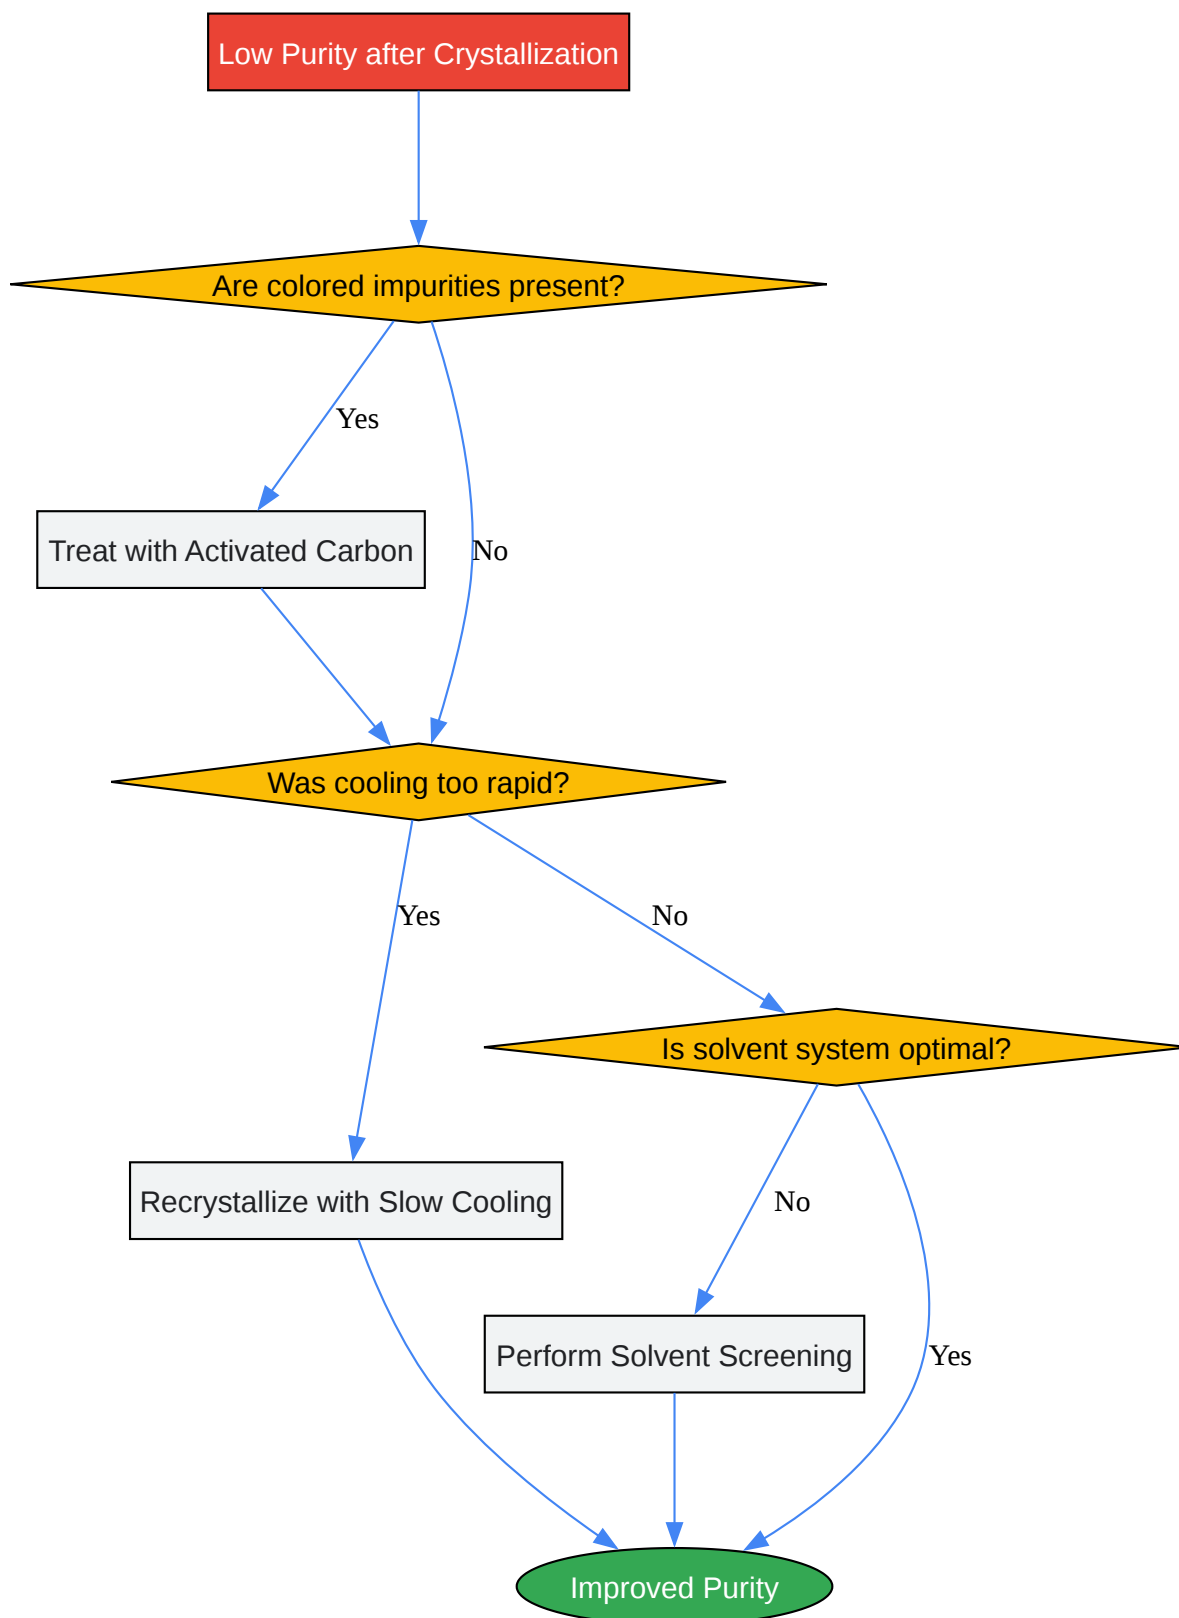 Low Purity after Crystallization
Are colored impurities present?
Yes
Treat with Activated Carbon
No
Was cooling too rapid?
Yes
No
Is solvent system optimal?
Recrystallize with Slow Cooling
No
Perform Solvent Screening
Yes
Improved Purity